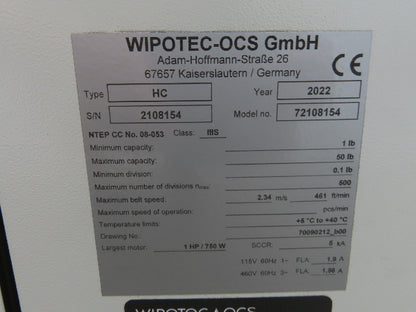 WIPOTEC-OCS GmbH
Adam-Hoffmann-Straße 26
67657 Kaiserslautern / Germany
CE
Type HC Year 2022
S/N 2108154 Model no. 72108154
NTEP CC No. 08-053 Class: IIIS
Minimum capacity: 1 lb
Maximum capacity: 50 lb
Minimum division: 0,1 lb
Maximum number of divisions nmax 500
Maximum belt speed: 2.34 m/s 461 ft/min
Maximum speed of operation: pcs/min
Temperature limits: +5 °C to +40 °C
Drawing No.: 70090212_b00
Largest motor: 1 HP / 750 W SCCR: 5 kA
115V 60Hz 1~ FLA: 1.9 A
460V 60Hz 3~ FLA: 1.98 A
WIPOTEC OCS